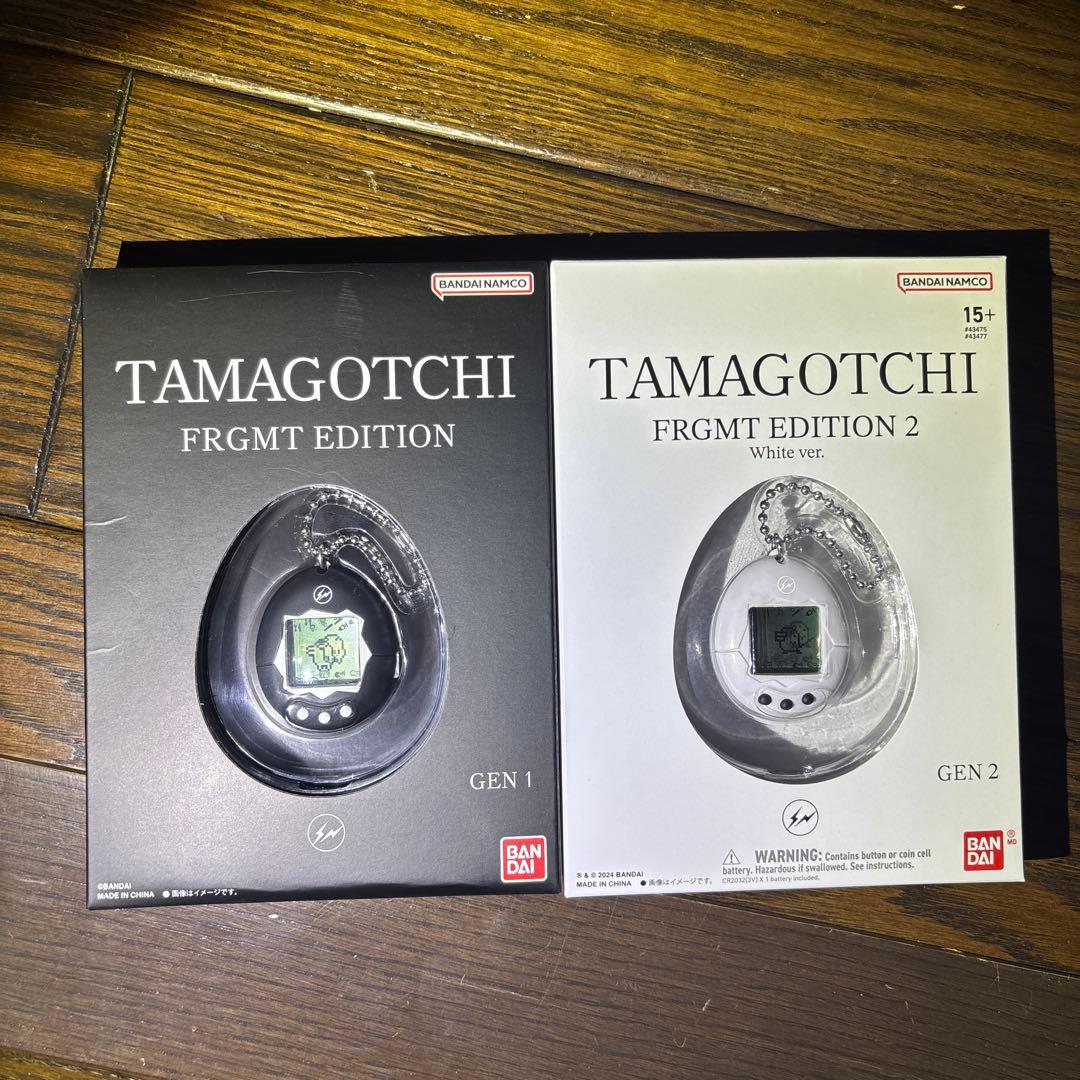 BANDAI NAMCO
TAMAGOTCHI
FRGMT EDITION
GEN 1
BAN
DAI
©BANDAI
MADE IN CHINA ●画像はイメージです。
BANDAI NAMCO
15+
#43475
#43477
TAMAGOTCHI
FRGMT EDITION 2
White ver.
GEN 2
⚠ WARNING: Contains button or coin cell
battery. Hazardous if swallowed. See instructions.
CR2032(3V) X 1 battery included.
BAN
DAI
® MD
® & © 2024 BANDAI
MADE IN CHINA ●画像はイメージです。